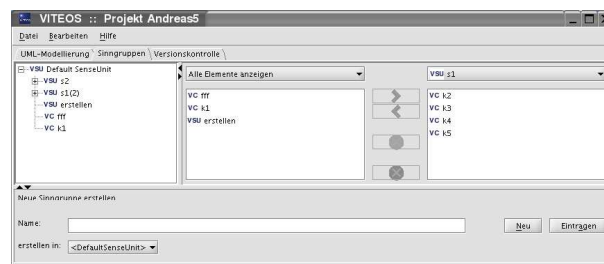 VITEOS :: Projekt Andreas5
Datei Bearbeiten Hilfe
UML-Modellierung Sinngruppen Versionskontrolle
VSU Default SenseUnit
VSU s2
VSU s1(2)
VSU erstellen
VC fff
VC k1
Alle Elemente anzeigen
VC fff
VC k1
VSU erstellen
VSU s1
VC k2
VC k3
VC k4
VC k5
Neue Sinngruppe erstellen
Name:
Neu Eintragen
erstellen in: <DefaultSenseUnit>